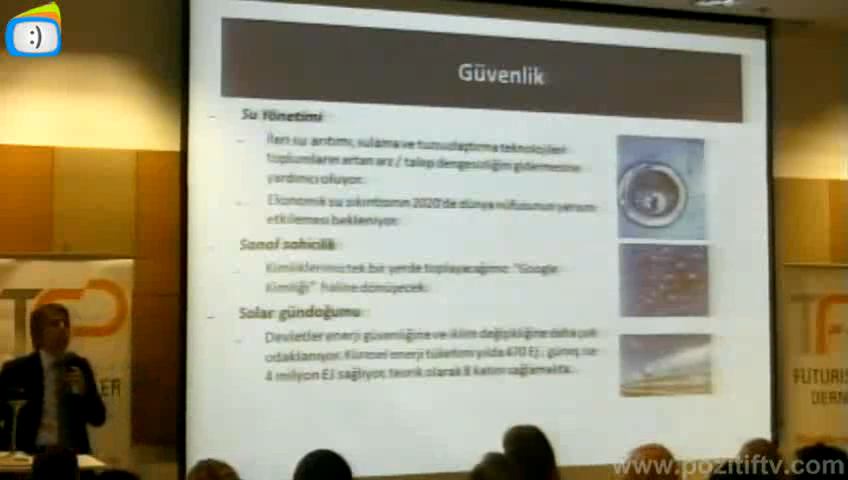 :)
Güvenlik
Su Yönetimi
İleri su arıtımı, sulama ve tuzsuzlaştırma teknolojileri
toplumların artan arz / talep dengesizliğini gidermesine
yardımcı oluyor.
Ekonomik su sıkıntısının 2020'de dünya nüfusunun yarısını
etkilemesi bekleniyor.
Sanal
Kimliklerimizi tek bir yerde toplayacağımız "Google
Kimliği" haline dönüşecek.
Solar gündoğumu
Devletler enerji güvenliğine ve iklim değişikliğine daha çok
odaklanıyor. Küresel enerji tüketim yılda 470 EJ, güneş ise
4 milyon EJ sağlıyor, teorik olarak 8 katını sağlamakta.
FUTURIS
DERN
LER
www.pozitiftv.com